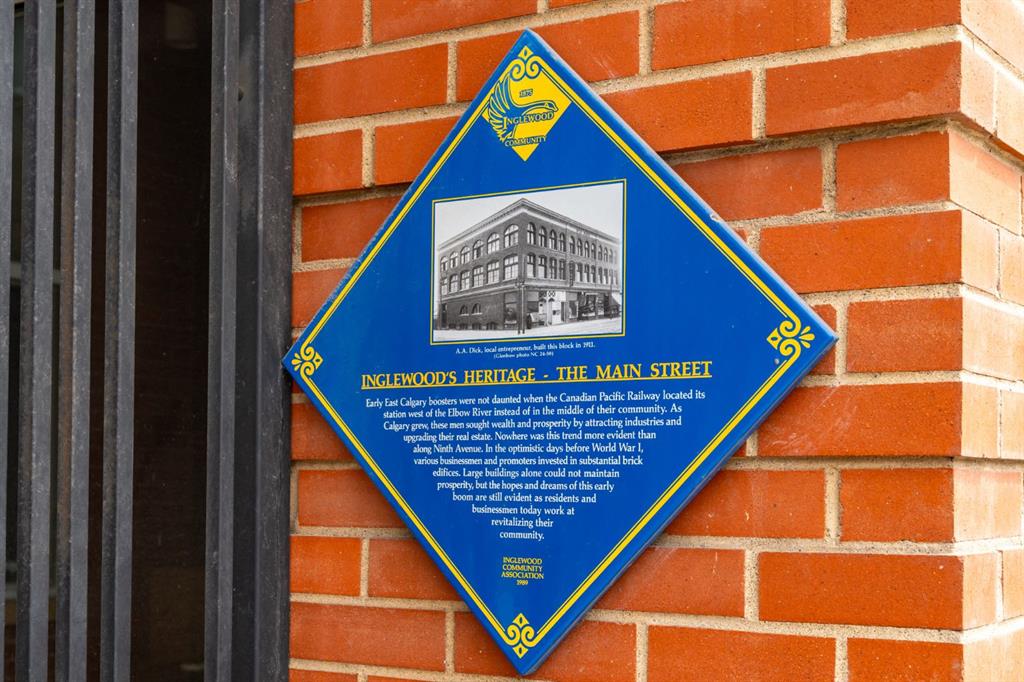 1875
INGLEWOOD
COMMUNITY
A.A. Dick, local entrepreneur, built this block in 1911.
(Glenbow photo NC 24-50)
INGLEWOOD'S HERITAGE - THE MAIN STREET
Early East Calgary boosters were not daunted when the Canadian Pacific Railway located its
station west of the Elbow River instead of in the middle of their community. As
Calgary grew, these men sought wealth and prosperity by attracting industries and
upgrading their real estate. Nowhere was this trend more evident than
along Ninth Avenue. In the optimistic days before World War I,
various businessmen and promoters invested in substantial brick
edifices. Large buildings alone could not maintain
prosperity, but the hopes and dreams of this early
boom are still evident as residents and
businessmen today work at
revitalizing their
community.
INGLEWOOD
COMMUNITY
ASSOCIATION
1989